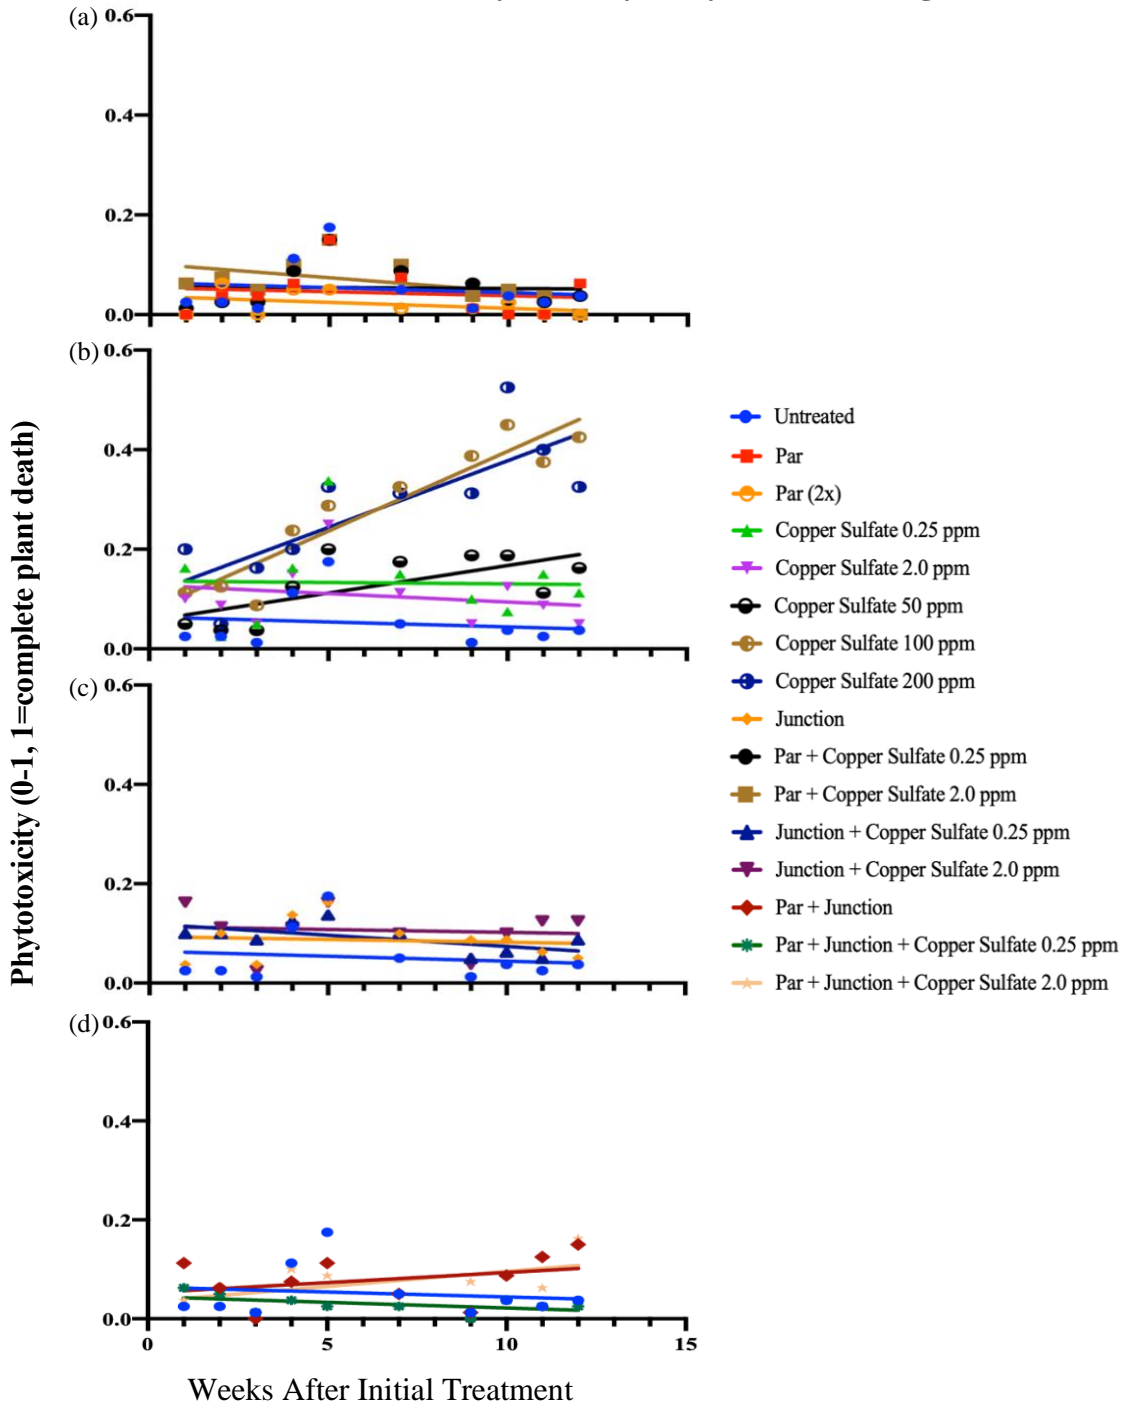 (a) 0.6
0.4
0.2
0.0
(b) 0.6
0.4
0.2
0.0
(c) 0.6
0.4
0.2
0.0
(d) 0.6
0.4
0.2
0.0
0 5 10 15
Weeks After Initial Treatment
Phytotoxicity (0-1, 1=complete plant death)
Untreated
Par
Par (2x)
Copper Sulfate 0.25 ppm
Copper Sulfate 2.0 ppm
Copper Sulfate 50 ppm
Copper Sulfate 100 ppm
Copper Sulfate 200 ppm
Junction
Par + Copper Sulfate 0.25 ppm
Par + Copper Sulfate 2.0 ppm
Junction + Copper Sulfate 0.25 ppm
Junction + Copper Sulfate 2.0 ppm
Par + Junction
Par + Junction + Copper Sulfate 0.25 ppm
Par + Junction + Copper Sulfate 2.0 ppm